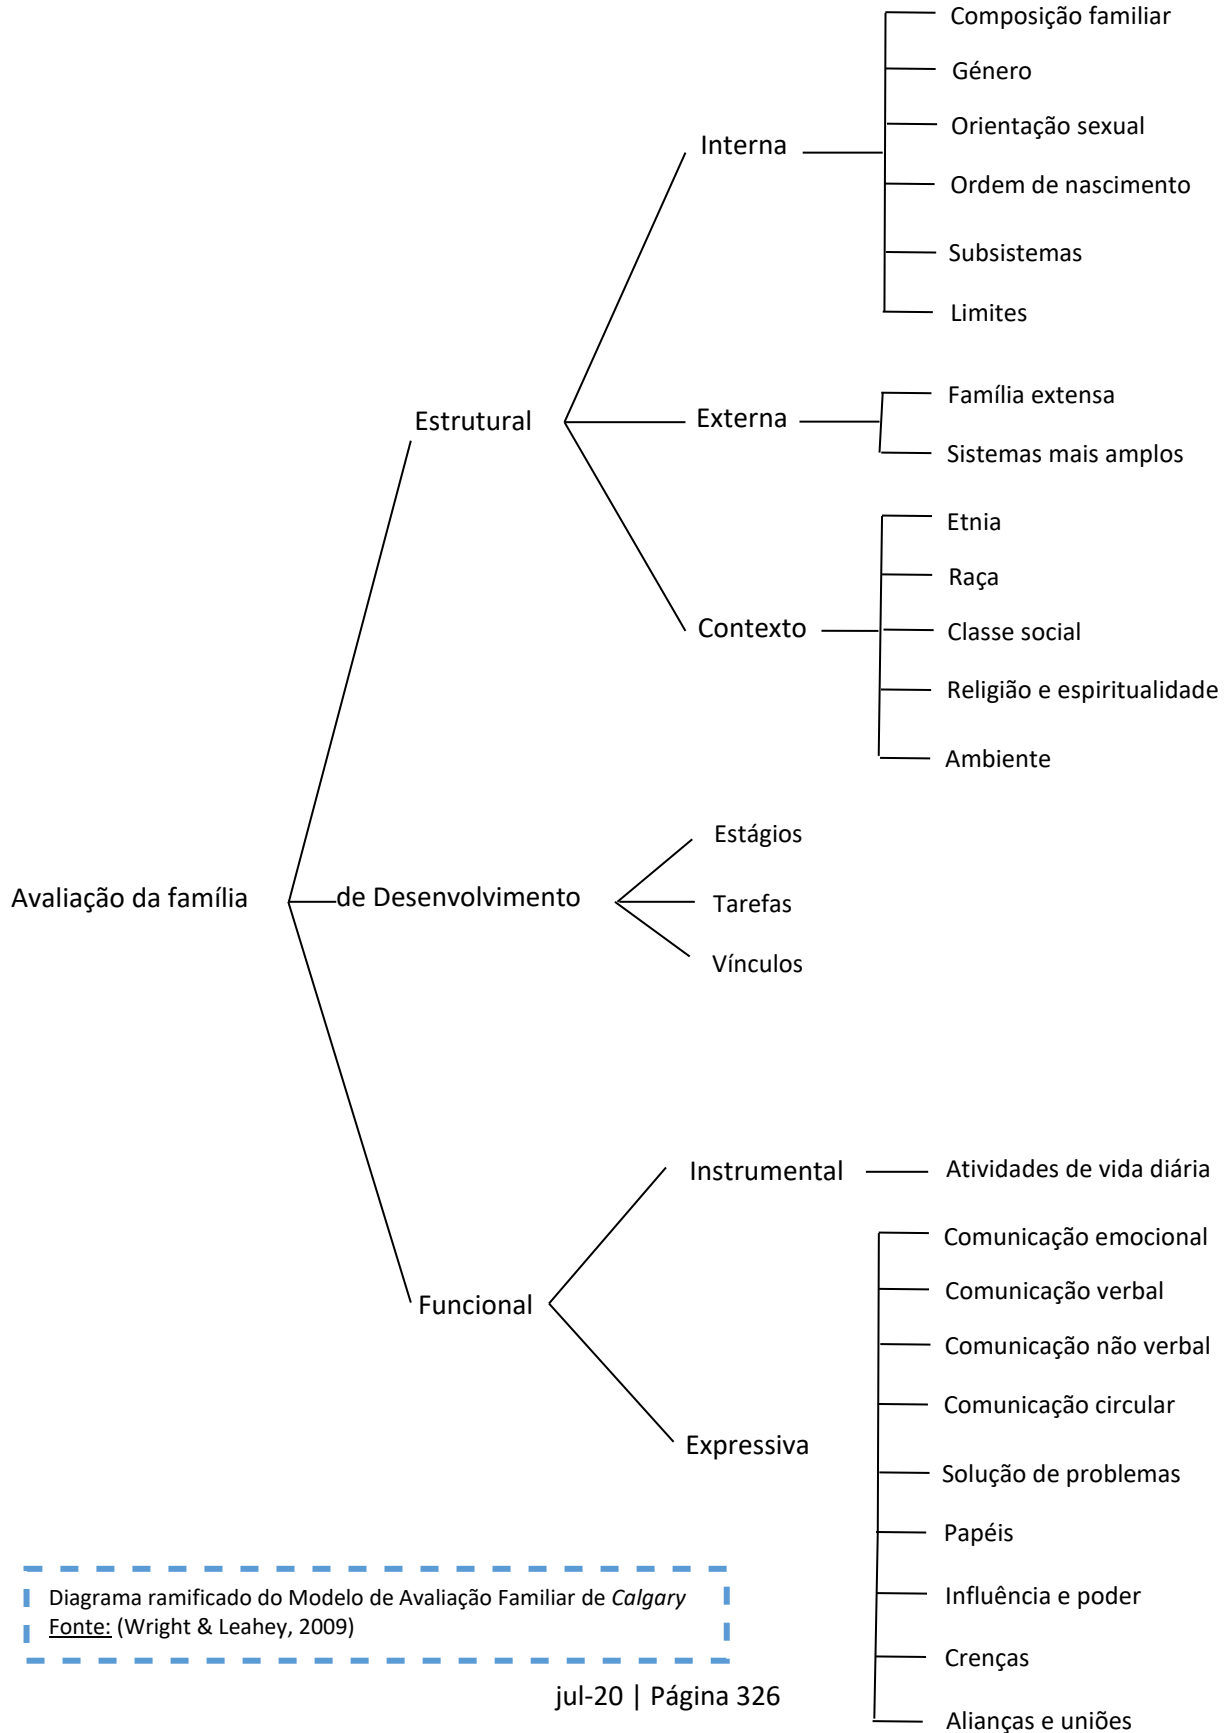 Composição familiar
Género
Orientação sexual
Interna
Ordem de nascimento
Subsistemas
Limites
Família extensa
Estrutural
Externa
Sistemas mais amplos
Etnia
Raça
Contexto
Classe social
Religião e espiritualidade
Ambiente
Estágios
Avaliação da família
de Desenvolvimento
Tarefas
Vínculos
Instrumental
Atividades de vida diária
Comunicação emocional
Comunicação verbal
Funcional
Comunicação não verbal
Comunicação circular
Expressiva
Solução de problemas
Papéis
Influência e poder
Crenças
Alianças e uniões
Diagrama ramificado do Modelo de Avaliação Familiar de Calgary
Fonte: (Wright & Leahey, 2009)
jul-20 | Página 326